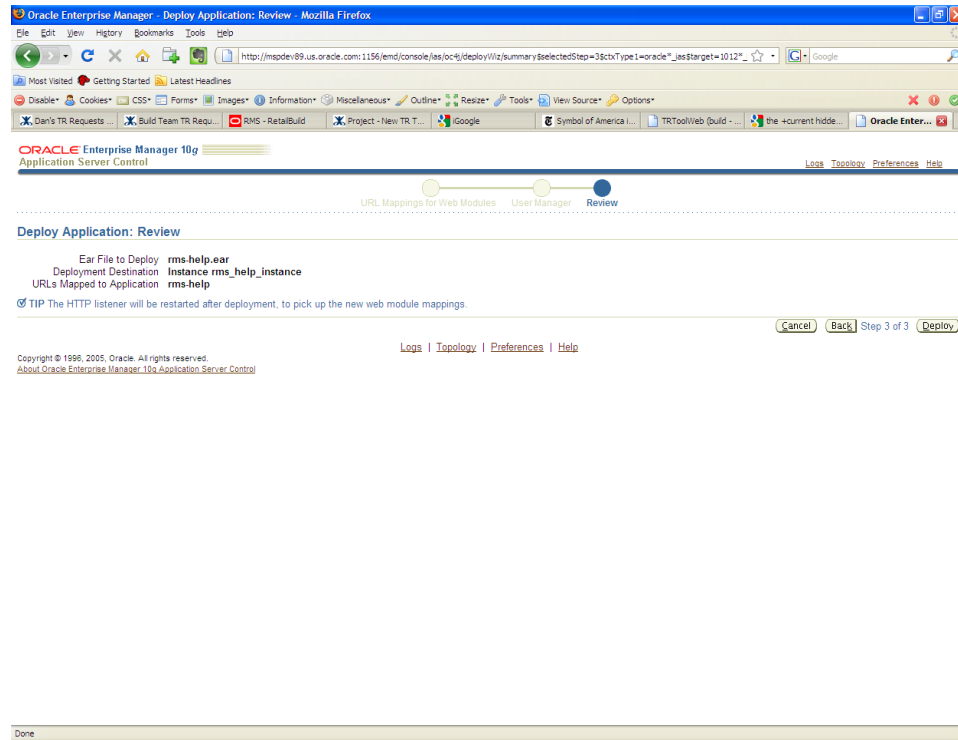 Oracle Enterprise Manager - Deploy Application: Review - Mozilla Firefox
File Edit View History Bookmarks Tools Help
http://mspdev89.us.oracle.com:1156/emd/console/ias/oc4j/deployWiz/summary$selectedStep=3$ctxType1=oracle*_ias$target=1012*_ Google
Most Visited Getting Started Latest Headlines
Disable Cookies CSS Forms Images Information Miscellaneous Outline Resize Tools View Source Options
Dan's TR Requests ... Build Team TR Requ... RMS - RetailBuild Project - New TR T... iGoogle Symbol of America i... TRToolWeb (build - ... the +current hidde... Oracle Enter...
ORACLE Enterprise Manager 10g
Application Server Control
Logs Topology Preferences Help
URL Mappings for Web Modules User Manager Review
Deploy Application: Review
Ear File to Deploy rms-help.ear
Deployment Destination Instance rms_help_instance
URLs Mapped to Application rms-help
TIP The HTTP listener will be restarted after deployment, to pick up the new web module mappings.
Cancel Back Step 3 of 3 Deploy
Logs | Topology | Preferences | Help
Copyright © 1996, 2005, Oracle. All rights reserved.
About Oracle Enterprise Manager 10g Application Server Control
Done